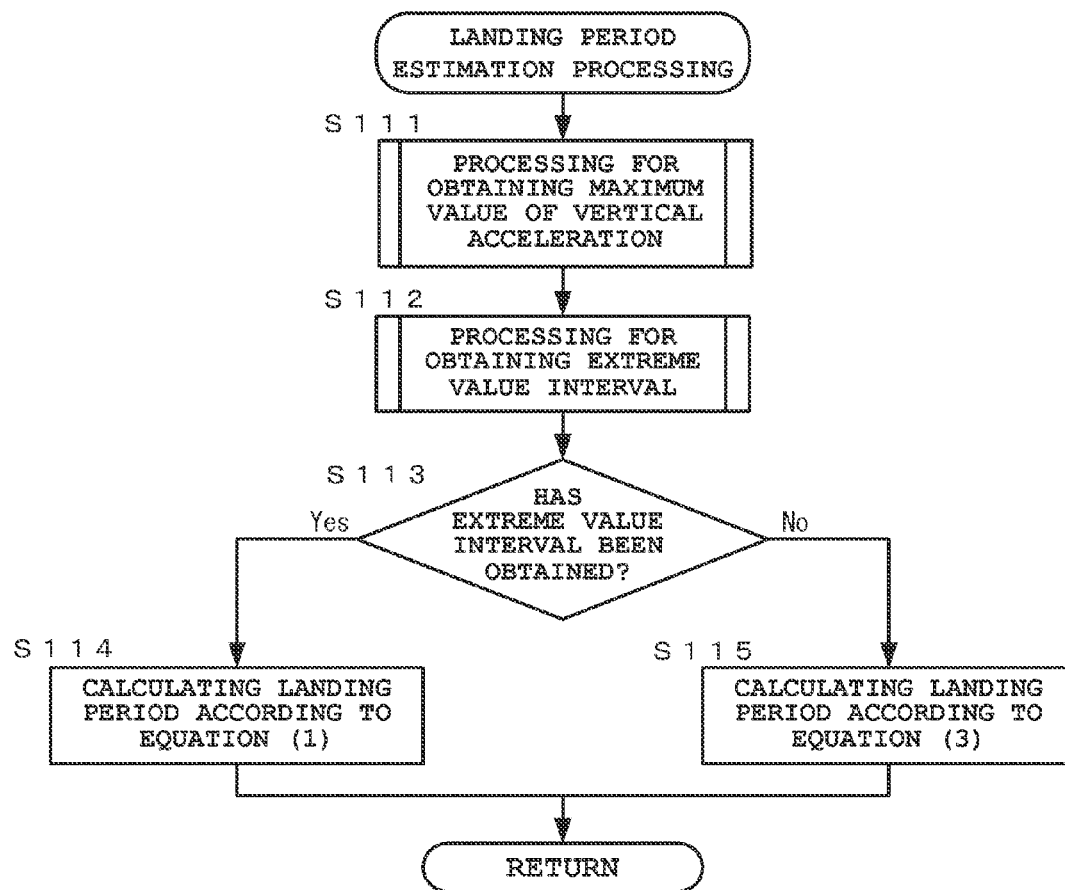 LANDING PERIOD
ESTIMATION PROCESSING
S111
PROCESSING FOR
OBTAINING MAXIMUM
VALUE OF VERTICAL
ACCELERATION
S112
PROCESSING FOR
OBTAINING EXTREME
VALUE INTERVAL
S113
HAS
EXTREME VALUE
INTERVAL BEEN
OBTAINED?
Yes
No
S114
CALCULATING LANDING
PERIOD ACCORDING TO
EQUATION (1)
S115
CALCULATING LANDING
PERIOD ACCORDING TO
EQUATION (3)
RETURN